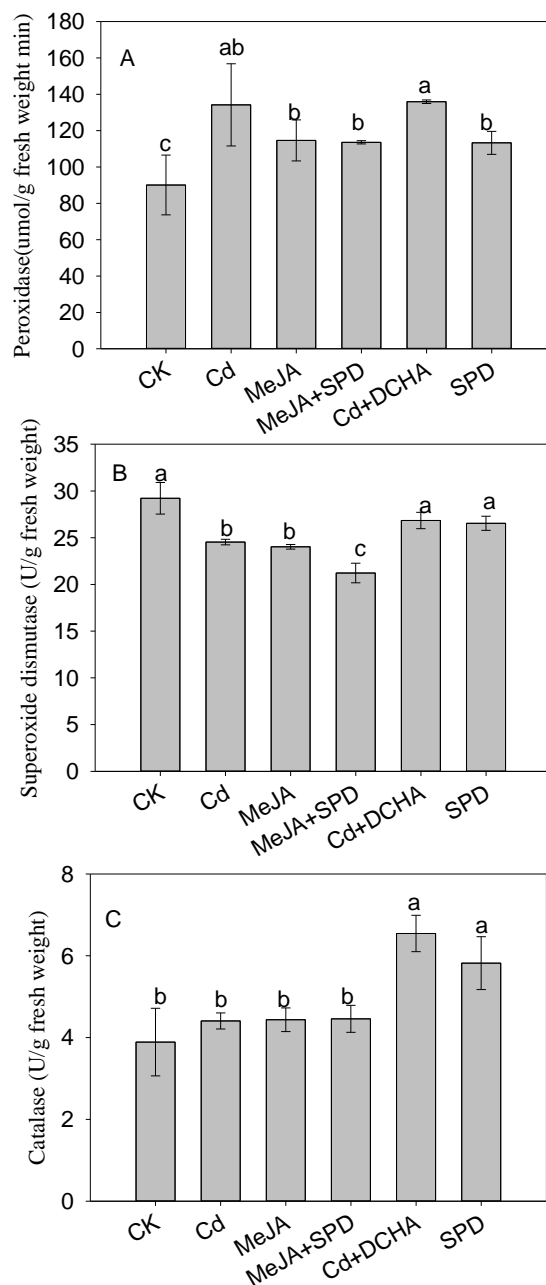 Peroxidase(umol/g fresh weight min)
180
160
140
120
100
80
60
40
20
0
A
c
ab
b
b
a
b
CK
Cd
MeJA
MeJA+SPD
Cd+DCHA
SPD
Superoxide dismutase (U/g fresh weight)
35
30
25
20
15
10
5
0
B
a
b
b
c
a
a
CK
Cd
MeJA
MeJA+SPD
Cd+DCHA
SPD
Catalase (U/g fresh weight)
8
6
4
2
0
C
b
b
b
b
a
a
CK
Cd
MeJA
MeJA+SPD
Cd+DCHA
SPD